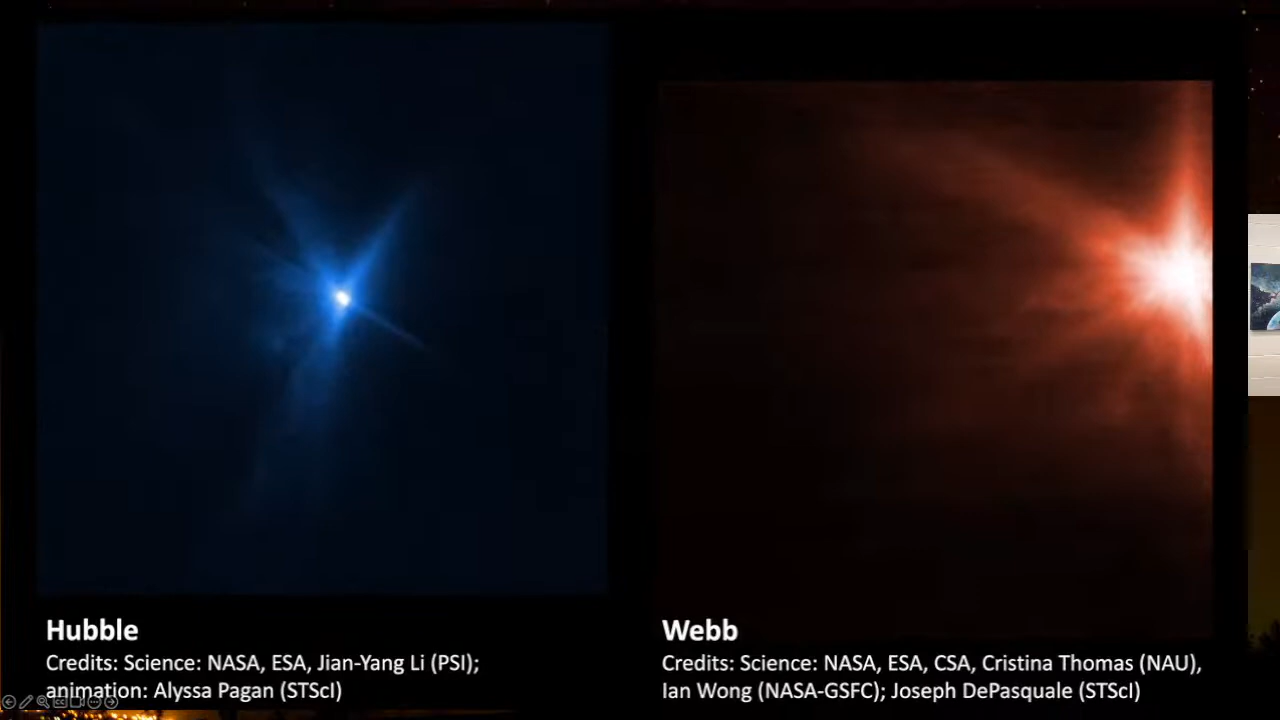 Hubble
Credits: Science: NASA, ESA, Jian-Yang Li (PSI);
animation: Alyssa Pagan (STScI)
Webb
Credits: Science: NASA, ESA, CSA, Cristina Thomas (NAU),
Ian Wong (NASA-GSFC); Joseph DePasquale (STScI)